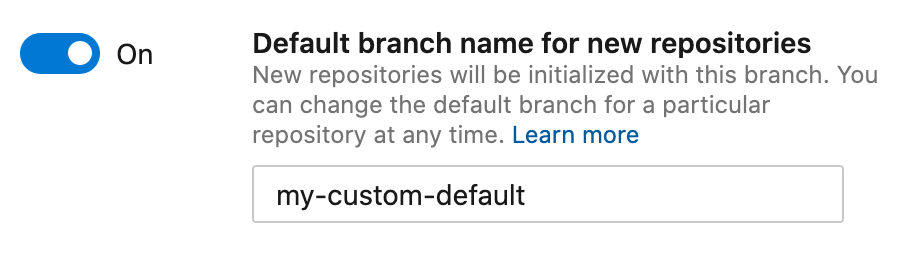 On
Default branch name for new repositories
New repositories will be initialized with this branch. You
can change the default branch for a particular
repository at any time. Learn more
my-custom-default